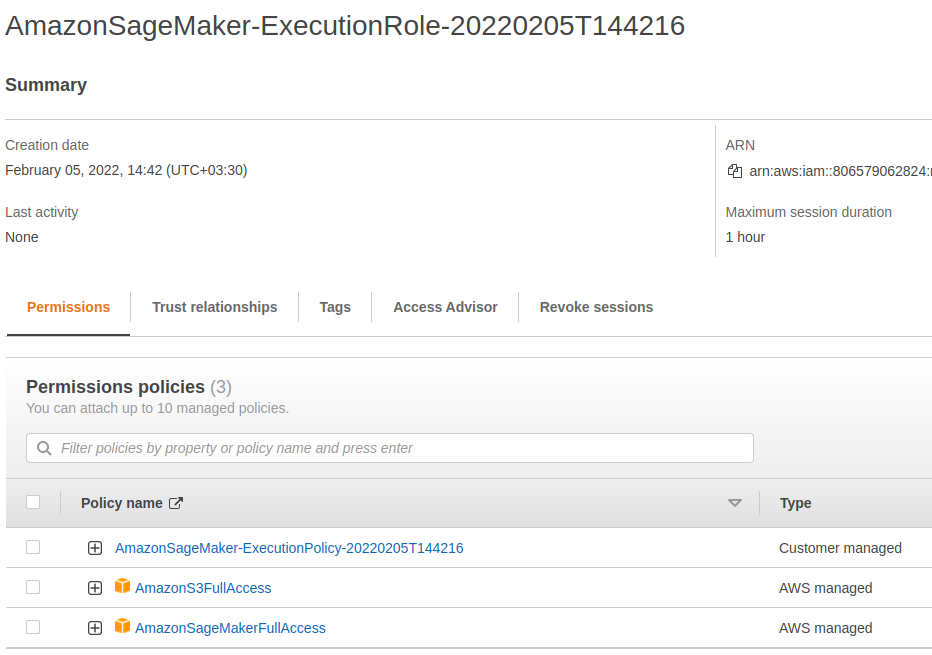 AmazonSageMaker-ExecutionRole-20220205T144216
Summary
Creation date
February 05, 2022, 14:42 (UTC+03:30)
Last activity
None
ARN
arn:aws:iam::806579062824:
Maximum session duration
1 hour
Permissions Trust relationships Tags Access Advisor Revoke sessions
Permissions policies (3)
You can attach up to 10 managed policies.
Filter policies by property or policy name and press enter
Policy name Type
AmazonSageMaker-ExecutionPolicy-20220205T144216 Customer managed
AmazonS3FullAccess AWS managed
AmazonSageMakerFullAccess AWS managed